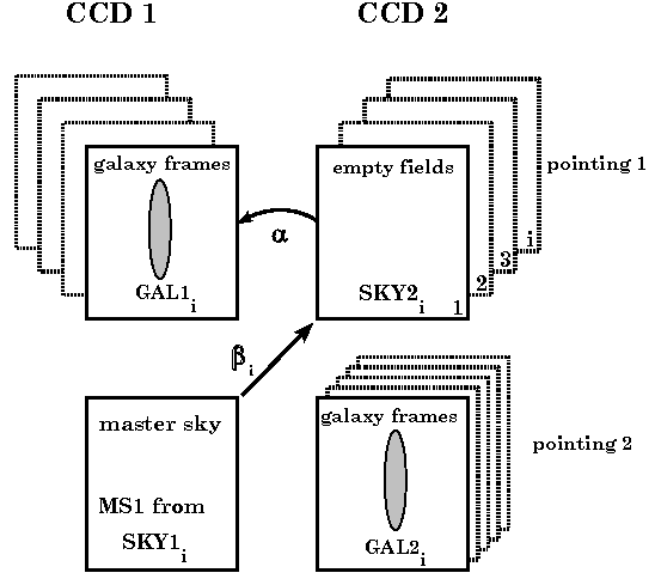 CCD 1
CCD 2
galaxy frames
GAL1i
α
empty fields
SKY2i
1
2
3
i
pointing 1
βi
master sky
MS1 from
SKY1i
galaxy frames
GAL2i
pointing 2